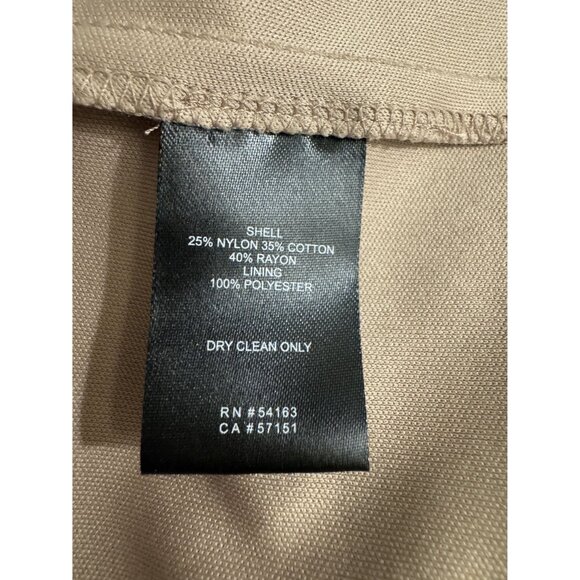 SHELL
25% NYLON 35% COTTON
40% RAYON
LINING
100% POLYESTER
DRY CLEAN ONLY
RN #54163
CA #57151